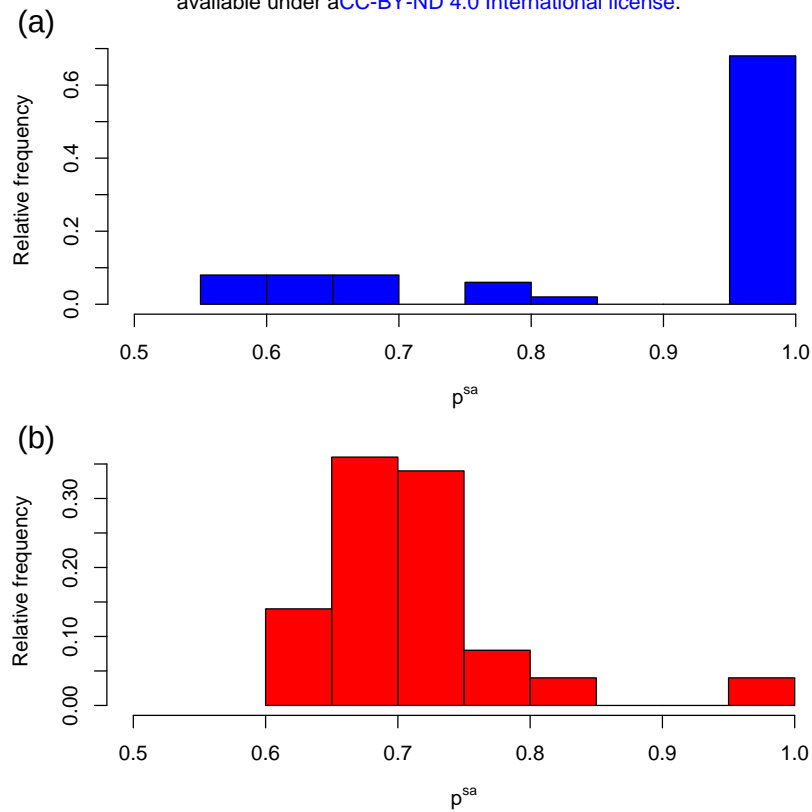 available under aCC-BY-ND 4.0 International license.
(a)
Relative frequency
0.0 0.2 0.4 0.6
0.5 0.6 0.7 0.8 0.9 1.0
p^sa
(b)
Relative frequency
0.00 0.10 0.20 0.30
0.5 0.6 0.7 0.8 0.9 1.0
p^sa